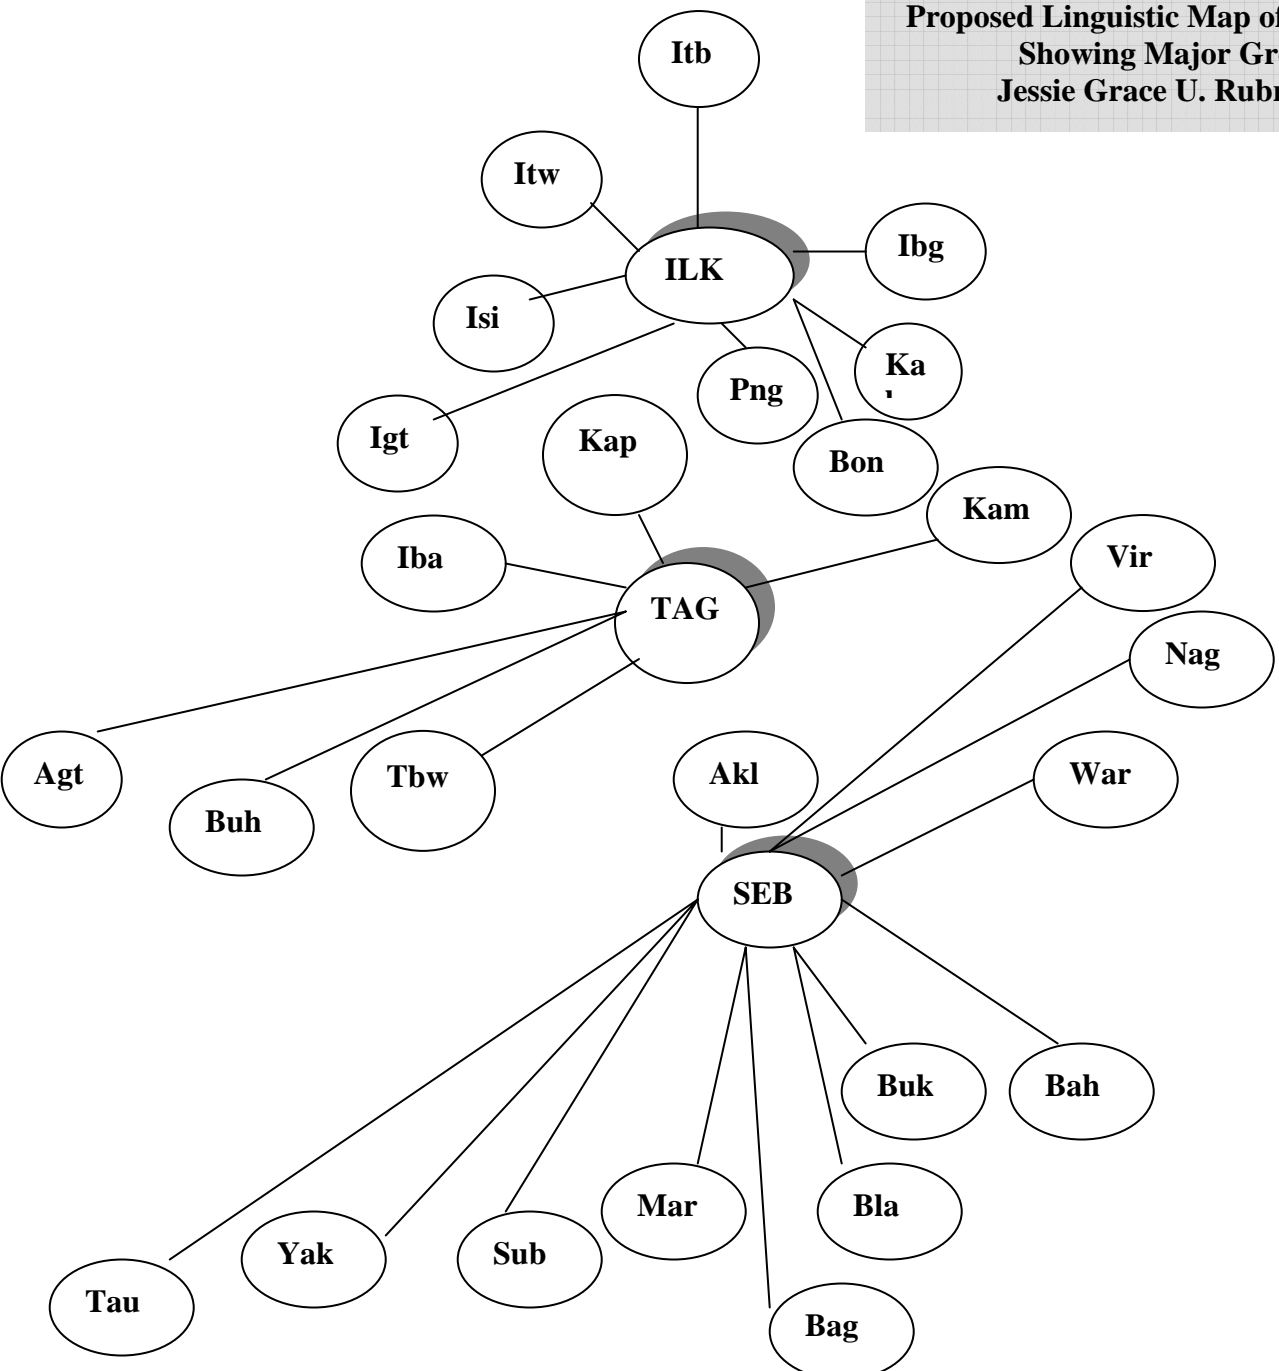 Proposed Linguistic Map of
Showing Major Gr
Jessie Grace U. Rub
Itb
Itw
Ibg
ILK
Isi
Ka
Png
Igt
Kap
Bon
Kam
Iba
Vir
TAG
Nag
Agt
Tbw
Akl
War
Buh
SEB
Buk
Bah
Mar
Bla
Yak
Sub
Tau
Bag